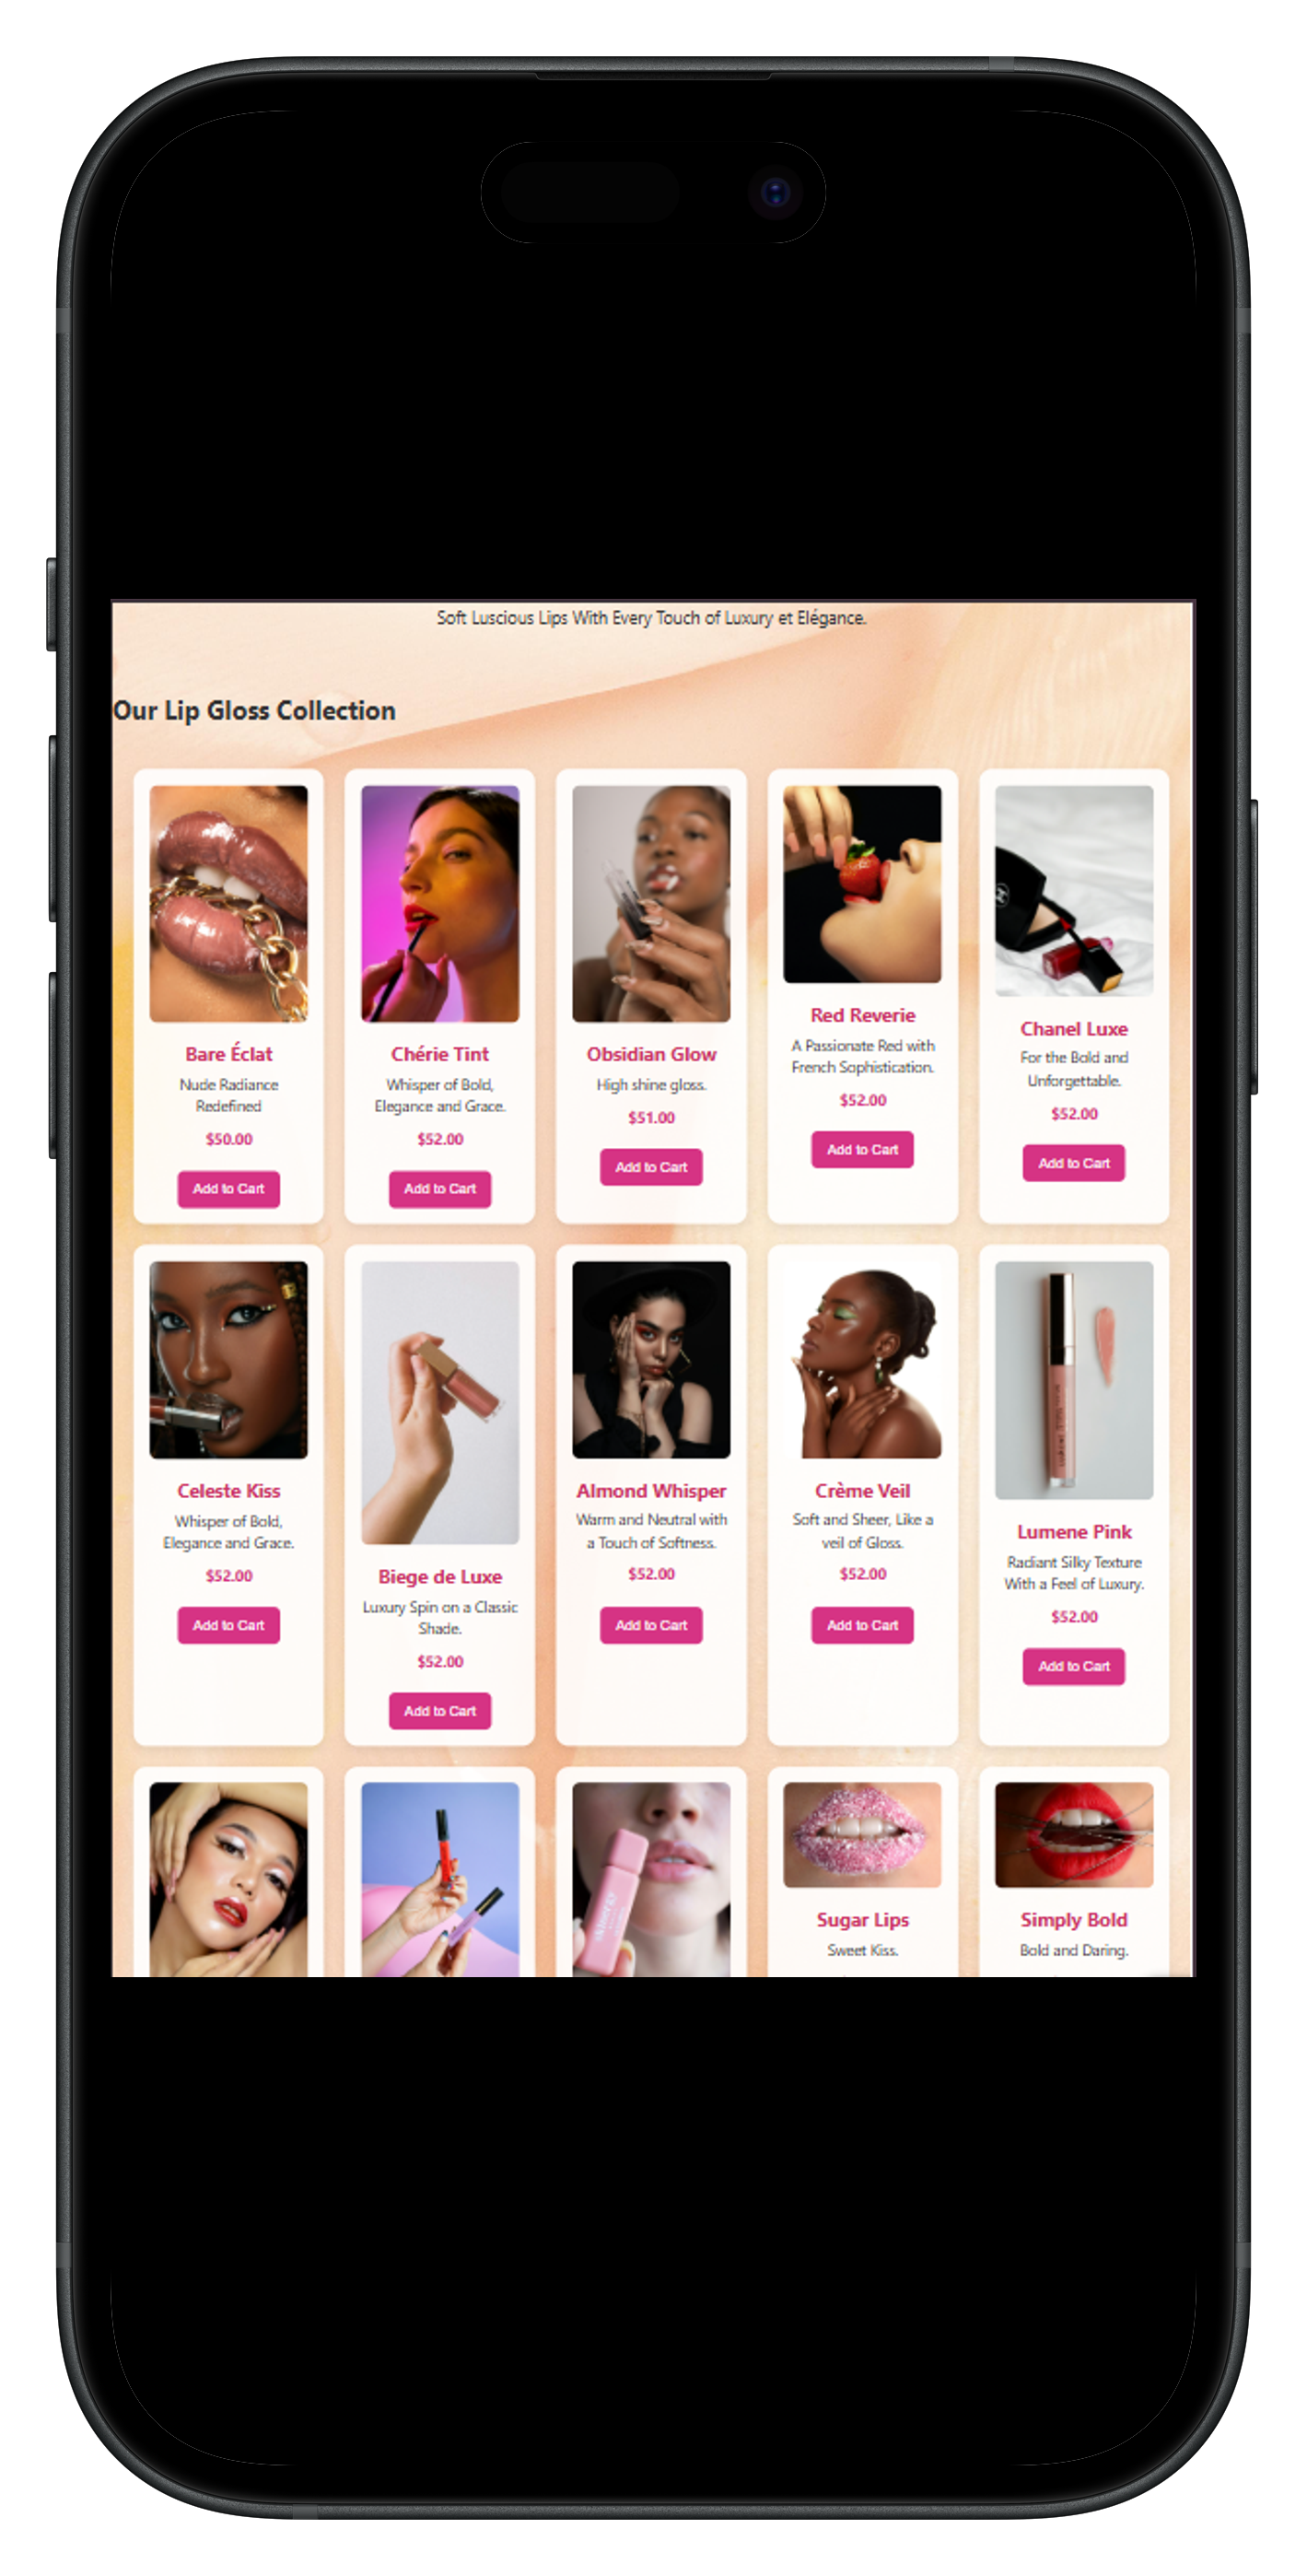 Soft Luscious Lips With Every Touch of Luxury et Elégance.
Our Lip Gloss Collection
Bare Éclat
Nude Radiance
Redefined
$50.00
Add to Cart
Chérie Tint
Whisper of Bold,
Elegance and Grace.
$52.00
Add to Cart
Obsidian Glow
High shine gloss.
$51.00
Add to Cart
Red Reverie
A Passionate Red with
French Sophistication.
$52.00
Add to Cart
Chanel Luxe
For the Bold and
Unforgettable.
$52.00
Add to Cart
Celeste Kiss
Whisper of Bold,
Elegance and Grace.
$52.00
Add to Cart
Biege de Luxe
Luxury Spin on a Classic
Shade.
$52.00
Add to Cart
Almond Whisper
Warm and Neutral with
a Touch of Softness.
$52.00
Add to Cart
Crème Veil
Soft and Sheer, Like a
veil of Gloss.
$52.00
Add to Cart
Lumene Pink
Radiant Silky Texture
With a Feel of Luxury.
$52.00
Add to Cart
Sugar Lips
Sweet Kiss.
Simply Bold
Bold and Daring.